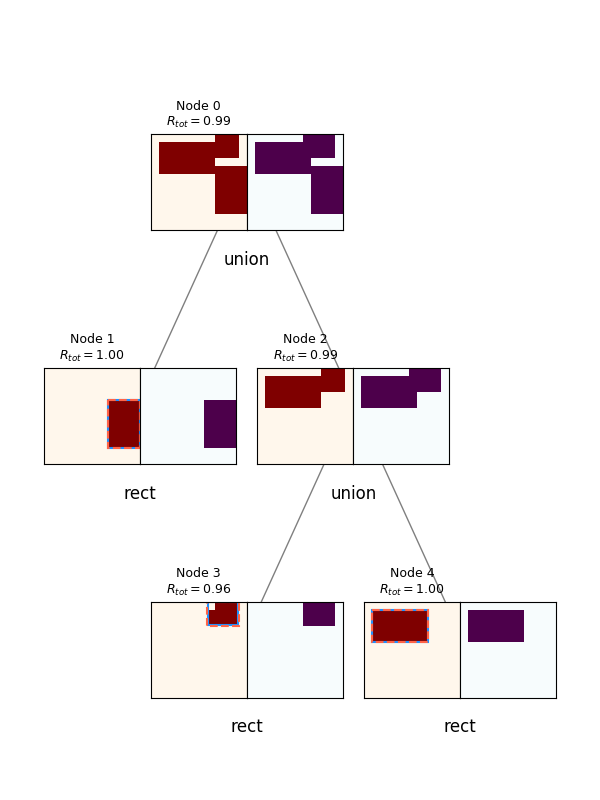 Node 0
R_{tot} = 0.99
union
Node 1
R_{tot} = 1.00
Node 2
R_{tot} = 0.99
rect
union
Node 3
R_{tot} = 0.96
Node 4
R_{tot} = 1.00
rect
rect